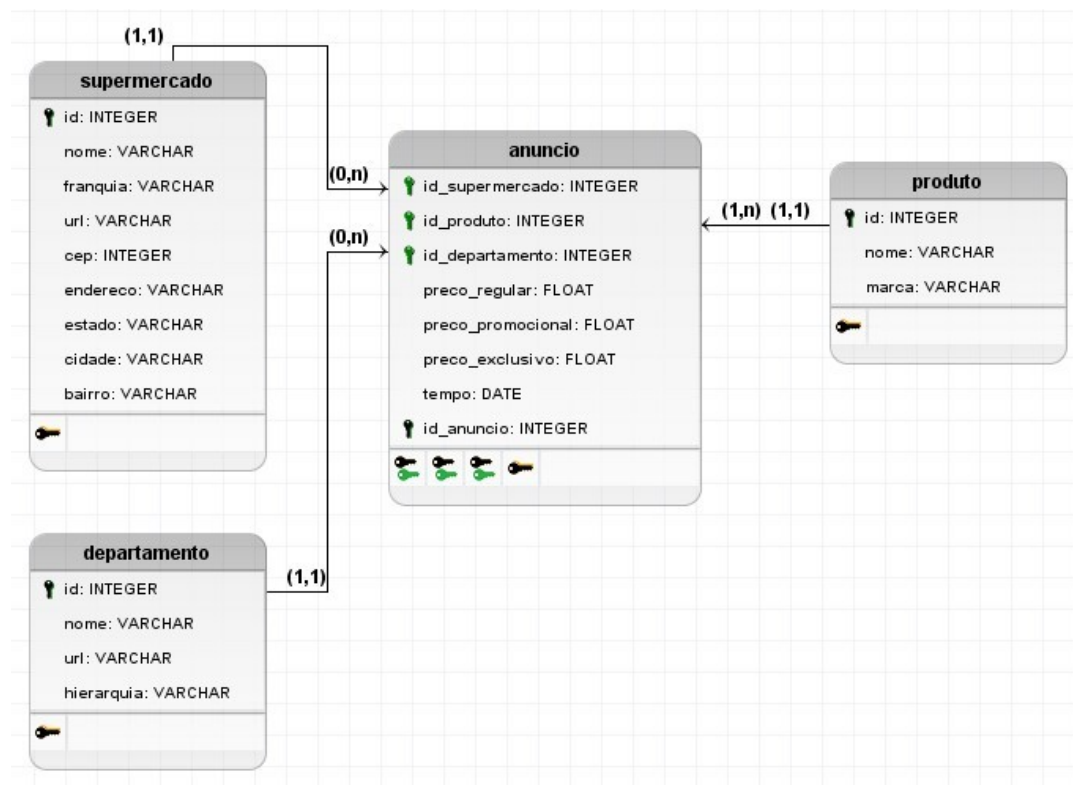 (1,1)
supermercado
id: INTEGER
nome: VARCHAR
franquia: VARCHAR
url: VARCHAR
cep: INTEGER
endereco: VARCHAR
estado: VARCHAR
cidade: VARCHAR
bairro: VARCHAR
(0,n)
(0,n)
anuncio
id_supermercado: INTEGER
id_produto: INTEGER
id_departamento: INTEGER
preco_regular: FLOAT
preco_promocional: FLOAT
preco_exclusivo: FLOAT
tempo: DATE
id_anuncio: INTEGER
(1,n) (1,1)
produto
id: INTEGER
nome: VARCHAR
marca: VARCHAR
departamento
id: INTEGER
nome: VARCHAR
url: VARCHAR
hierarquia: VARCHAR
(1,1)